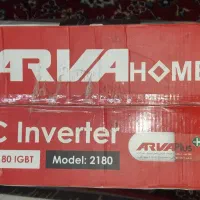 ARVA HOME
C Inverter
80 IGBT
Model: 2180
ARVA Plus